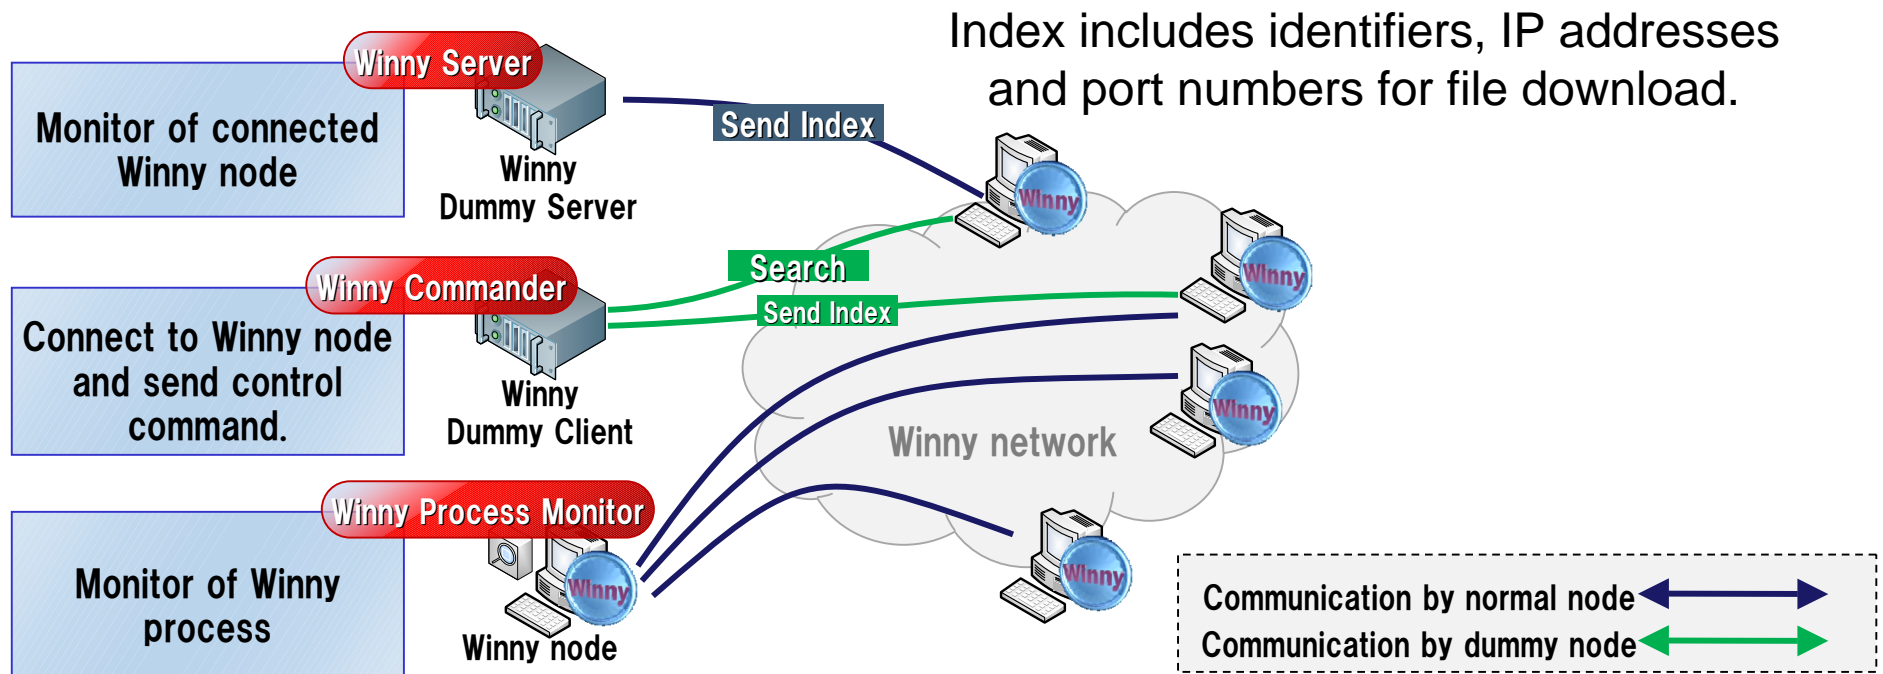 Index includes identifiers, IP addresses
and port numbers for file download.
Winny Server
Monitor of connected
Winny node
Winny
Dummy Server
Send Index
Winny
Winny Commander
Connect to Winny node
and send control
command.
Winny
Dummy Client
Search
Send Index
Winny
Winny
Winny network
Winny Process Monitor
Monitor of Winny
process
Winny
Winny node
Winny
Communication by normal node
Communication by dummy node